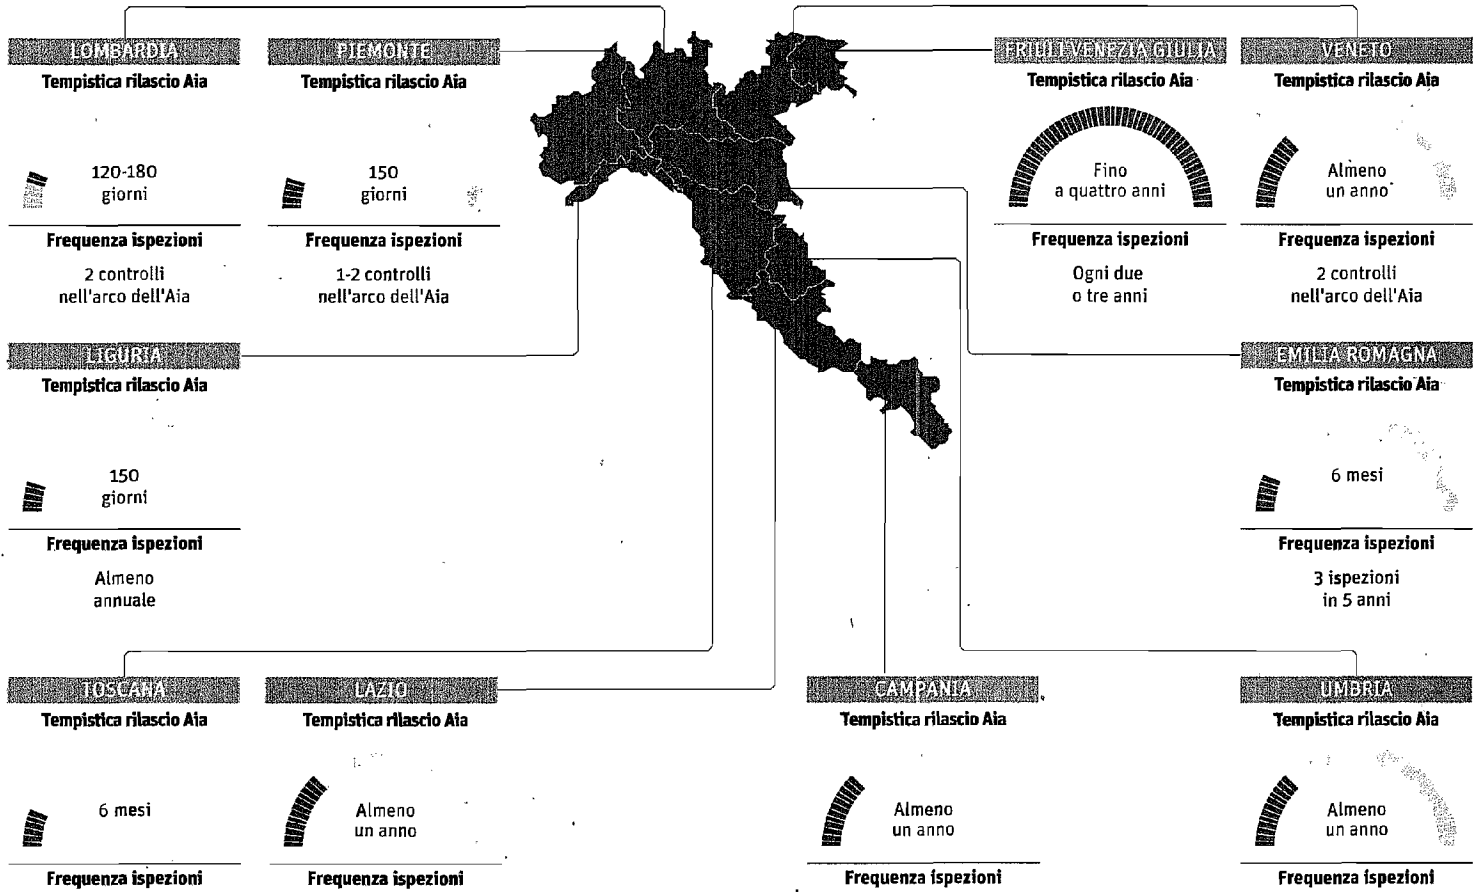 LOMBARDIA
Tempistica rilascio Aia
120-180
giorni
Frequenza ispezioni
2 controlli
nell'arco dell'Aia
PIEMONTE
Tempistica rilascio Aia
150
giorni
Frequenza ispezioni
1-2 controlli
nell'arco dell'Aia
FRIULI VENEZIA GIULIA
Tempistica rilascio Aia
Fino
a quattro anni
Frequenza ispezioni
Ogni due
o tre anni
VENETO
Tempistica rilascio Aia
Almeno
un anno
Frequenza ispezioni
2 controlli
nell'arco dell'Aia
LIGURIA
Tempistica rilascio Aia
150
giorni
Frequenza ispezioni
Almeno
annuale
EMILIA ROMAGNA
Tempistica rilascio Aia
6 mesi
Frequenza ispezioni
3 ispezioni
in 5 anni
TOSCANA
Tempistica rilascio Aia
6 mesi
Frequenza ispezioni
LAZIO
Tempistica rilascio Aia
Almeno
un anno
Frequenza ispezioni
CAMPANIA
Tempistica rilascio Aia
Almeno
un anno
Frequenza ispezioni
UMBRIA
Tempistica rilascio Aia
Almeno
un anno
Frequenza ispezioni